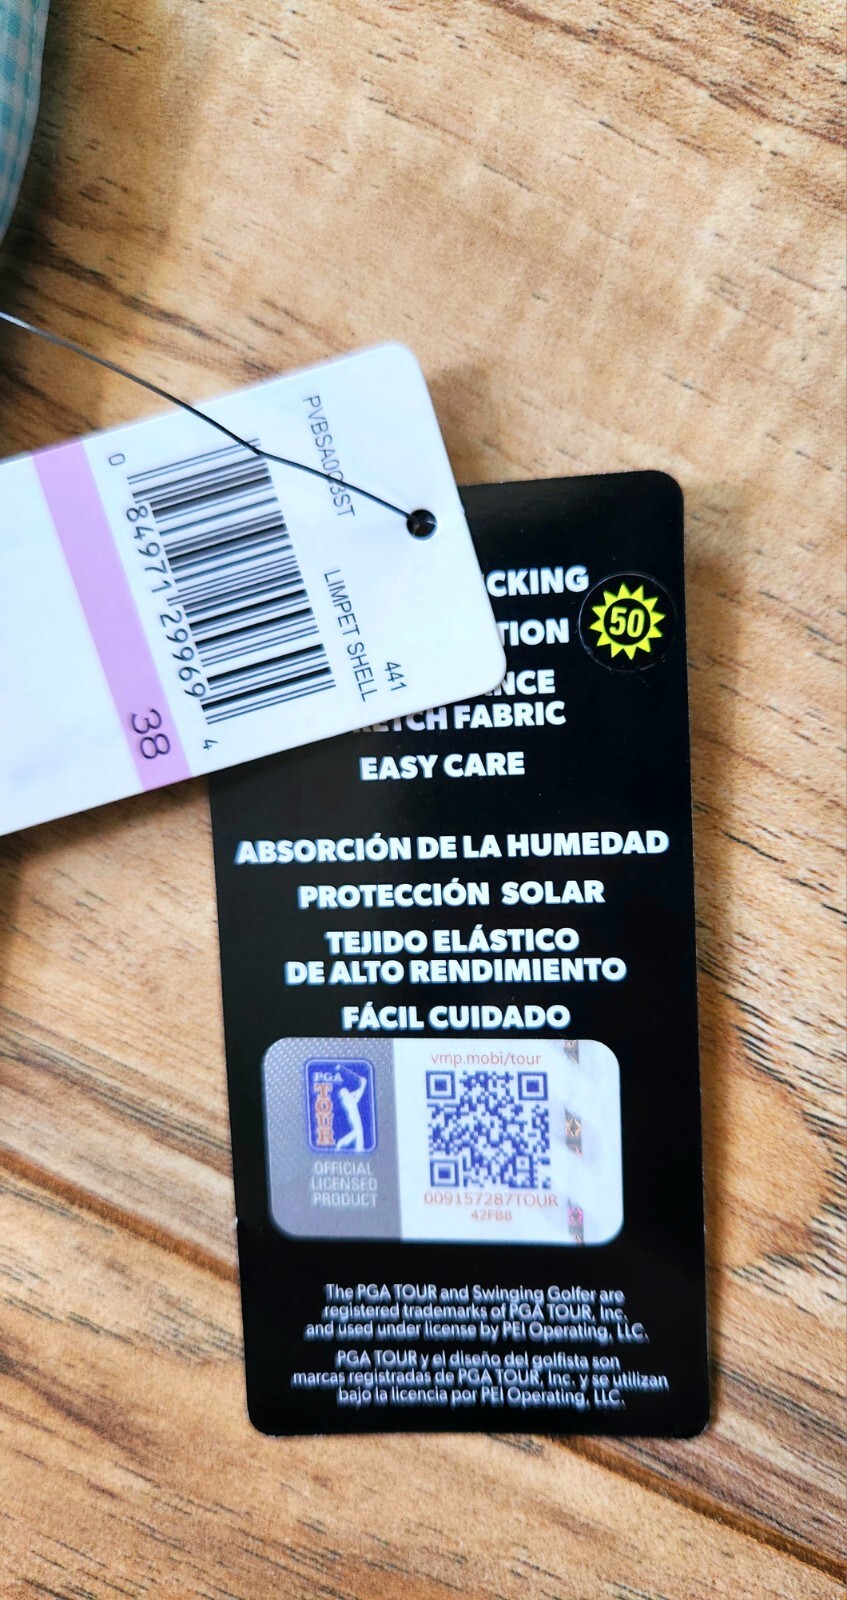 PVBSA0
3ST
441
LIMPET SHELL
0
84971 29969
4
38
CKING
TION
50
NCE
TCH FABRIC
EASY CARE
ABSORCIÓN DE LA HUMEDAD
PROTECCIÓN SOLAR
TEJIDO ELÁSTICO
DE ALTO RENDIMIENTO
FÁCIL CUIDADO
PGA
TOUR
OFFICIAL
LICENSED
PRODUCT
vmp.mobi/tour
009157287TOUR
42FBB
The PGA TOUR and Swinging Golfer are
registered trademarks of PGA TOUR, Inc.
and used under license by PEI Operating, LLC.
PGA TOUR y el diseño del golfista son
marcas registradas de PGA TOUR, Inc. y se utilizan
bajo la licencia por PEI Operating, LLC.